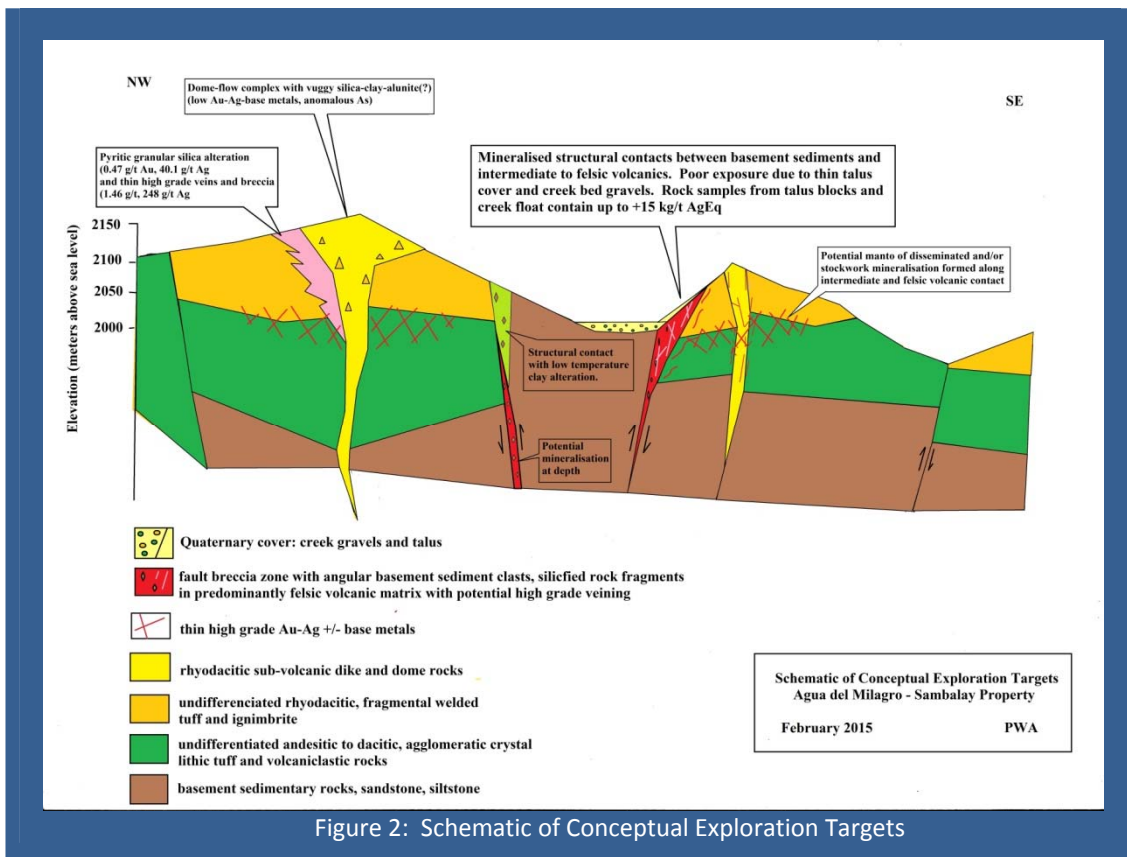 NW
Dome-flow complex with vuggy silica-clay-alunite(?)
(low Au-Ag-base metals, anomalous As)
SE
Pyritic granular silica alteration
(0.47 g/t Au, 40.1 g/t Ag
and thin high grade veins and breccia
(1.46 g/t, 248 g/t Ag
Mineralised structural contacts between basement sediments and
intermediate to felsic volcanics. Poor exposure due to thin talus
cover and creek bed gravels. Rock samples from talus blocks and
creek float contain up to +15 kg/t AgEq
Potential manto of disseminated and/or
stockwork mineralisation formed along
intermediate and felsic volcanic contact
Elevation (meters above sea level)
2150
2100
2050
2000
Structural contact
with low temperature
clay alteration.
Potential
mineralisation
at depth
Quaternary cover: creek gravels and talus
fault breccia zone with angular basement sediment clasts, silicfied rock fragments
in predominantly felsic volcanic matrix with potential high grade veining
thin high grade Au-Ag +/- base metals
rhyodacitic sub-volcanic dike and dome rocks
undifferenciated rhyodacitic, fragmental welded
tuff and ignimbrite
undifferentiated andesitic to dacitic, agglomeratic crystal
lithic tuff and volcaniclastic rocks
basement sedimentary rocks, sandstone, siltstone
Schematic of Conceptual Exploration Targets
Agua del Milagro - Sambalay Property
February 2015 PWA
Figure 2: Schematic of Conceptual Exploration Targets